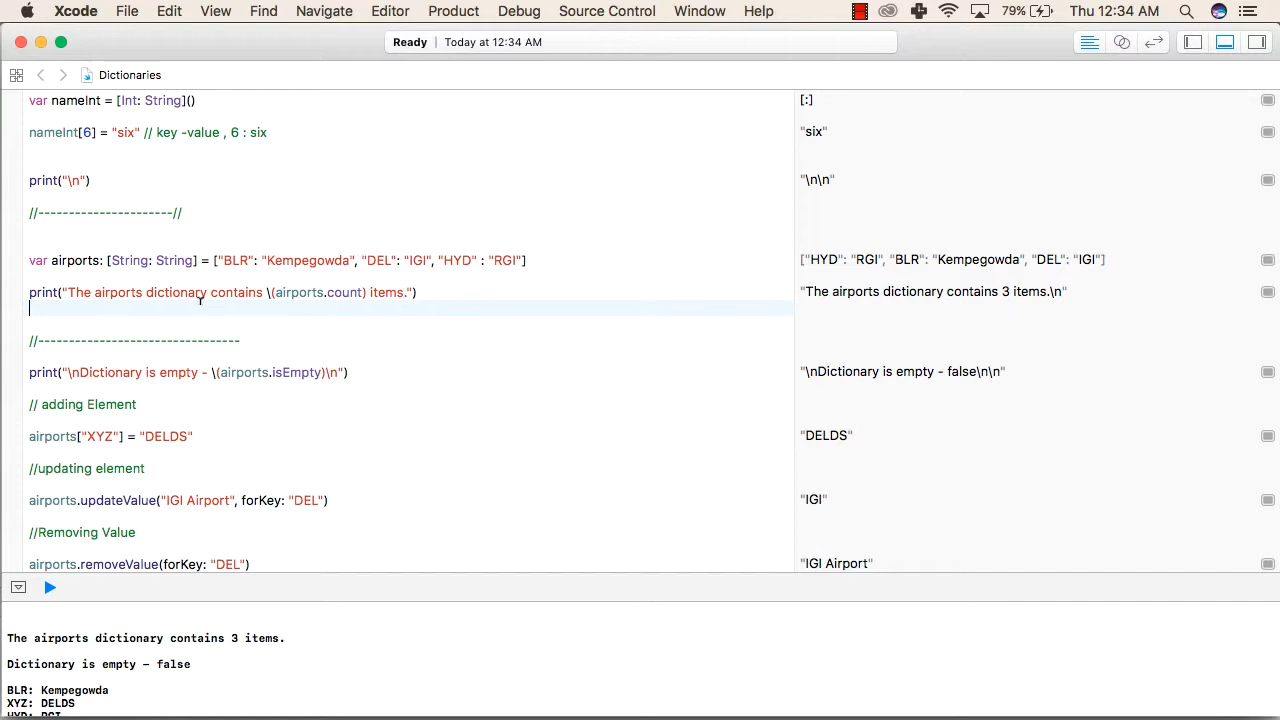 Xcode File Edit View Find Navigate Editor Product Debug Source Control Window Help 79% Thu 12:34 AM
Ready | Today at 12:34 AM
Dictionaries
var nameInt = [Int: String]() [:]
nameInt[6] = "six" // key -value , 6 : six "six"
print("\n") "\n\n"
//----------------------//
var airports: [String: String] = ["BLR": "Kempegowda", "DEL": "IGI", "HYD" : "RGI"] ["HYD": "RGI", "BLR": "Kempegowda", "DEL": "IGI"]
print("The airports dictionary contains \(airports.count) items.") "The airports dictionary contains 3 items.\n"
//---------------------------------
print("\nDictionary is empty - \(airports.isEmpty)\n") "\nDictionary is empty - false\n\n"
// adding Element
airports["XYZ"] = "DELDS" "DELDS"
//updating element
airports.updateValue("IGI Airport", forKey: "DEL") "IGI"
//Removing Value
airports.removeValue(forKey: "DEL") "IGI Airport"
The airports dictionary contains 3 items.
Dictionary is empty - false
BLR: Kempegowda
XYZ: DELDS
HYD: RGI